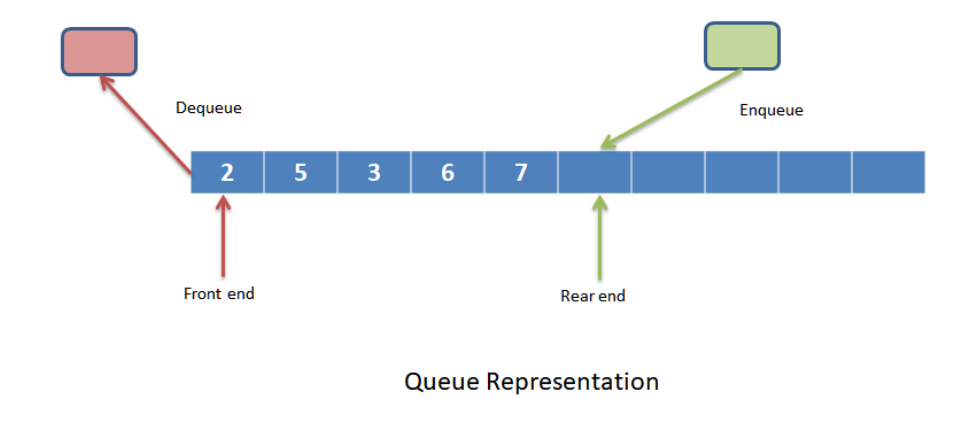 Dequeue
Enqueue
2 5 3 6 7
Front end
Rear end
Queue Representation